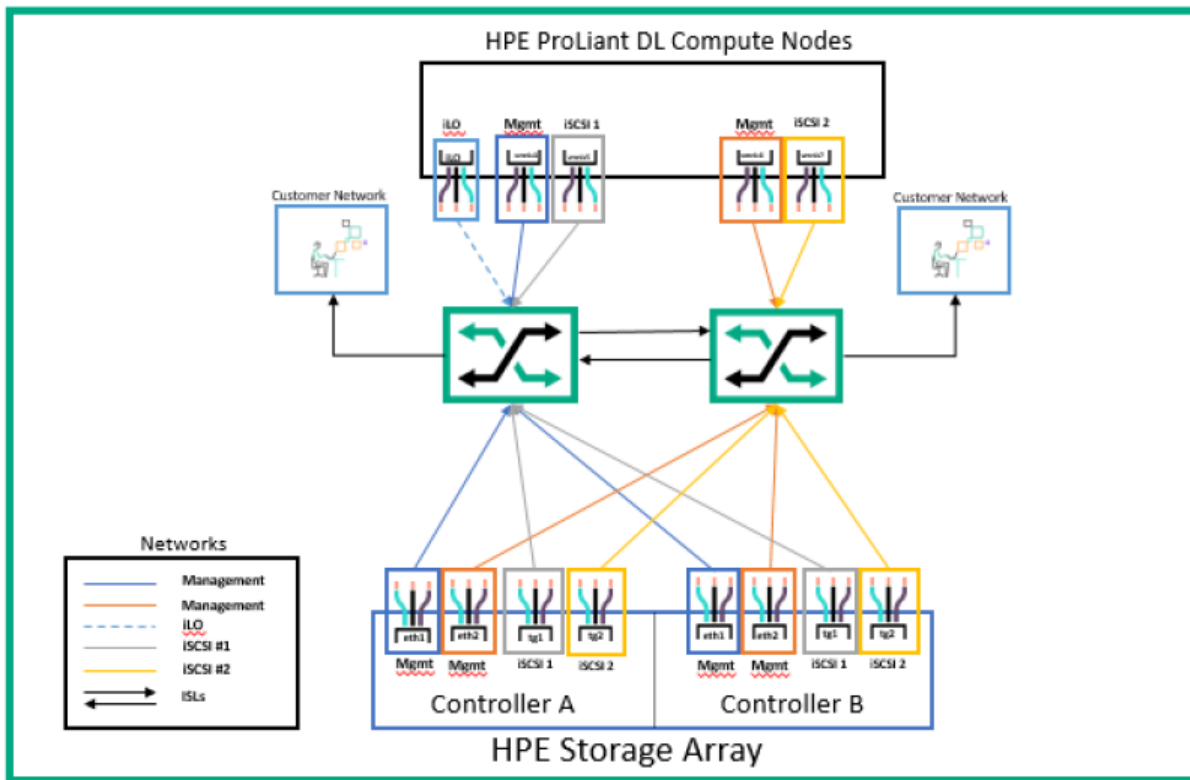 HPE ProLiant DL Compute Nodes
iLO
Mgmt
iSCSI 1
Mgmt
iSCSI 2
iLO
Customer Network
Customer Network
Networks
Management
Management
iLO
iSCSI #1
iSCSI #2
ISLs
eth1
eth2
tg1
tg2
eth1
eth2
tg1
tg2
Mgmt
Mgmt
iSCSI 1
iSCSI 2
Mgmt
Mgmt
iSCSI 1
iSCSI 2
Controller A
Controller B
HPE Storage Array